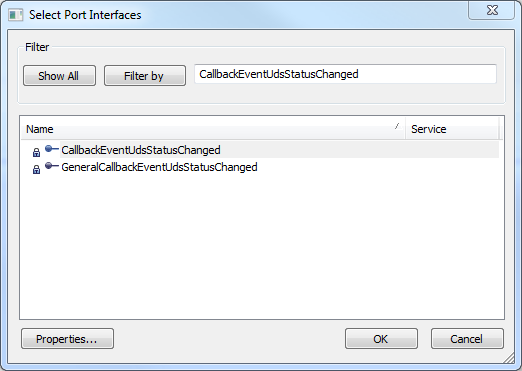 Select Port Interfaces
Filter
Show All
Filter by
CallbackEventUdsStatusChanged
Name
Service
CallbackEventUdsStatusChanged
GeneralCallbackEventUdsStatusChanged
Properties...
OK
Cancel